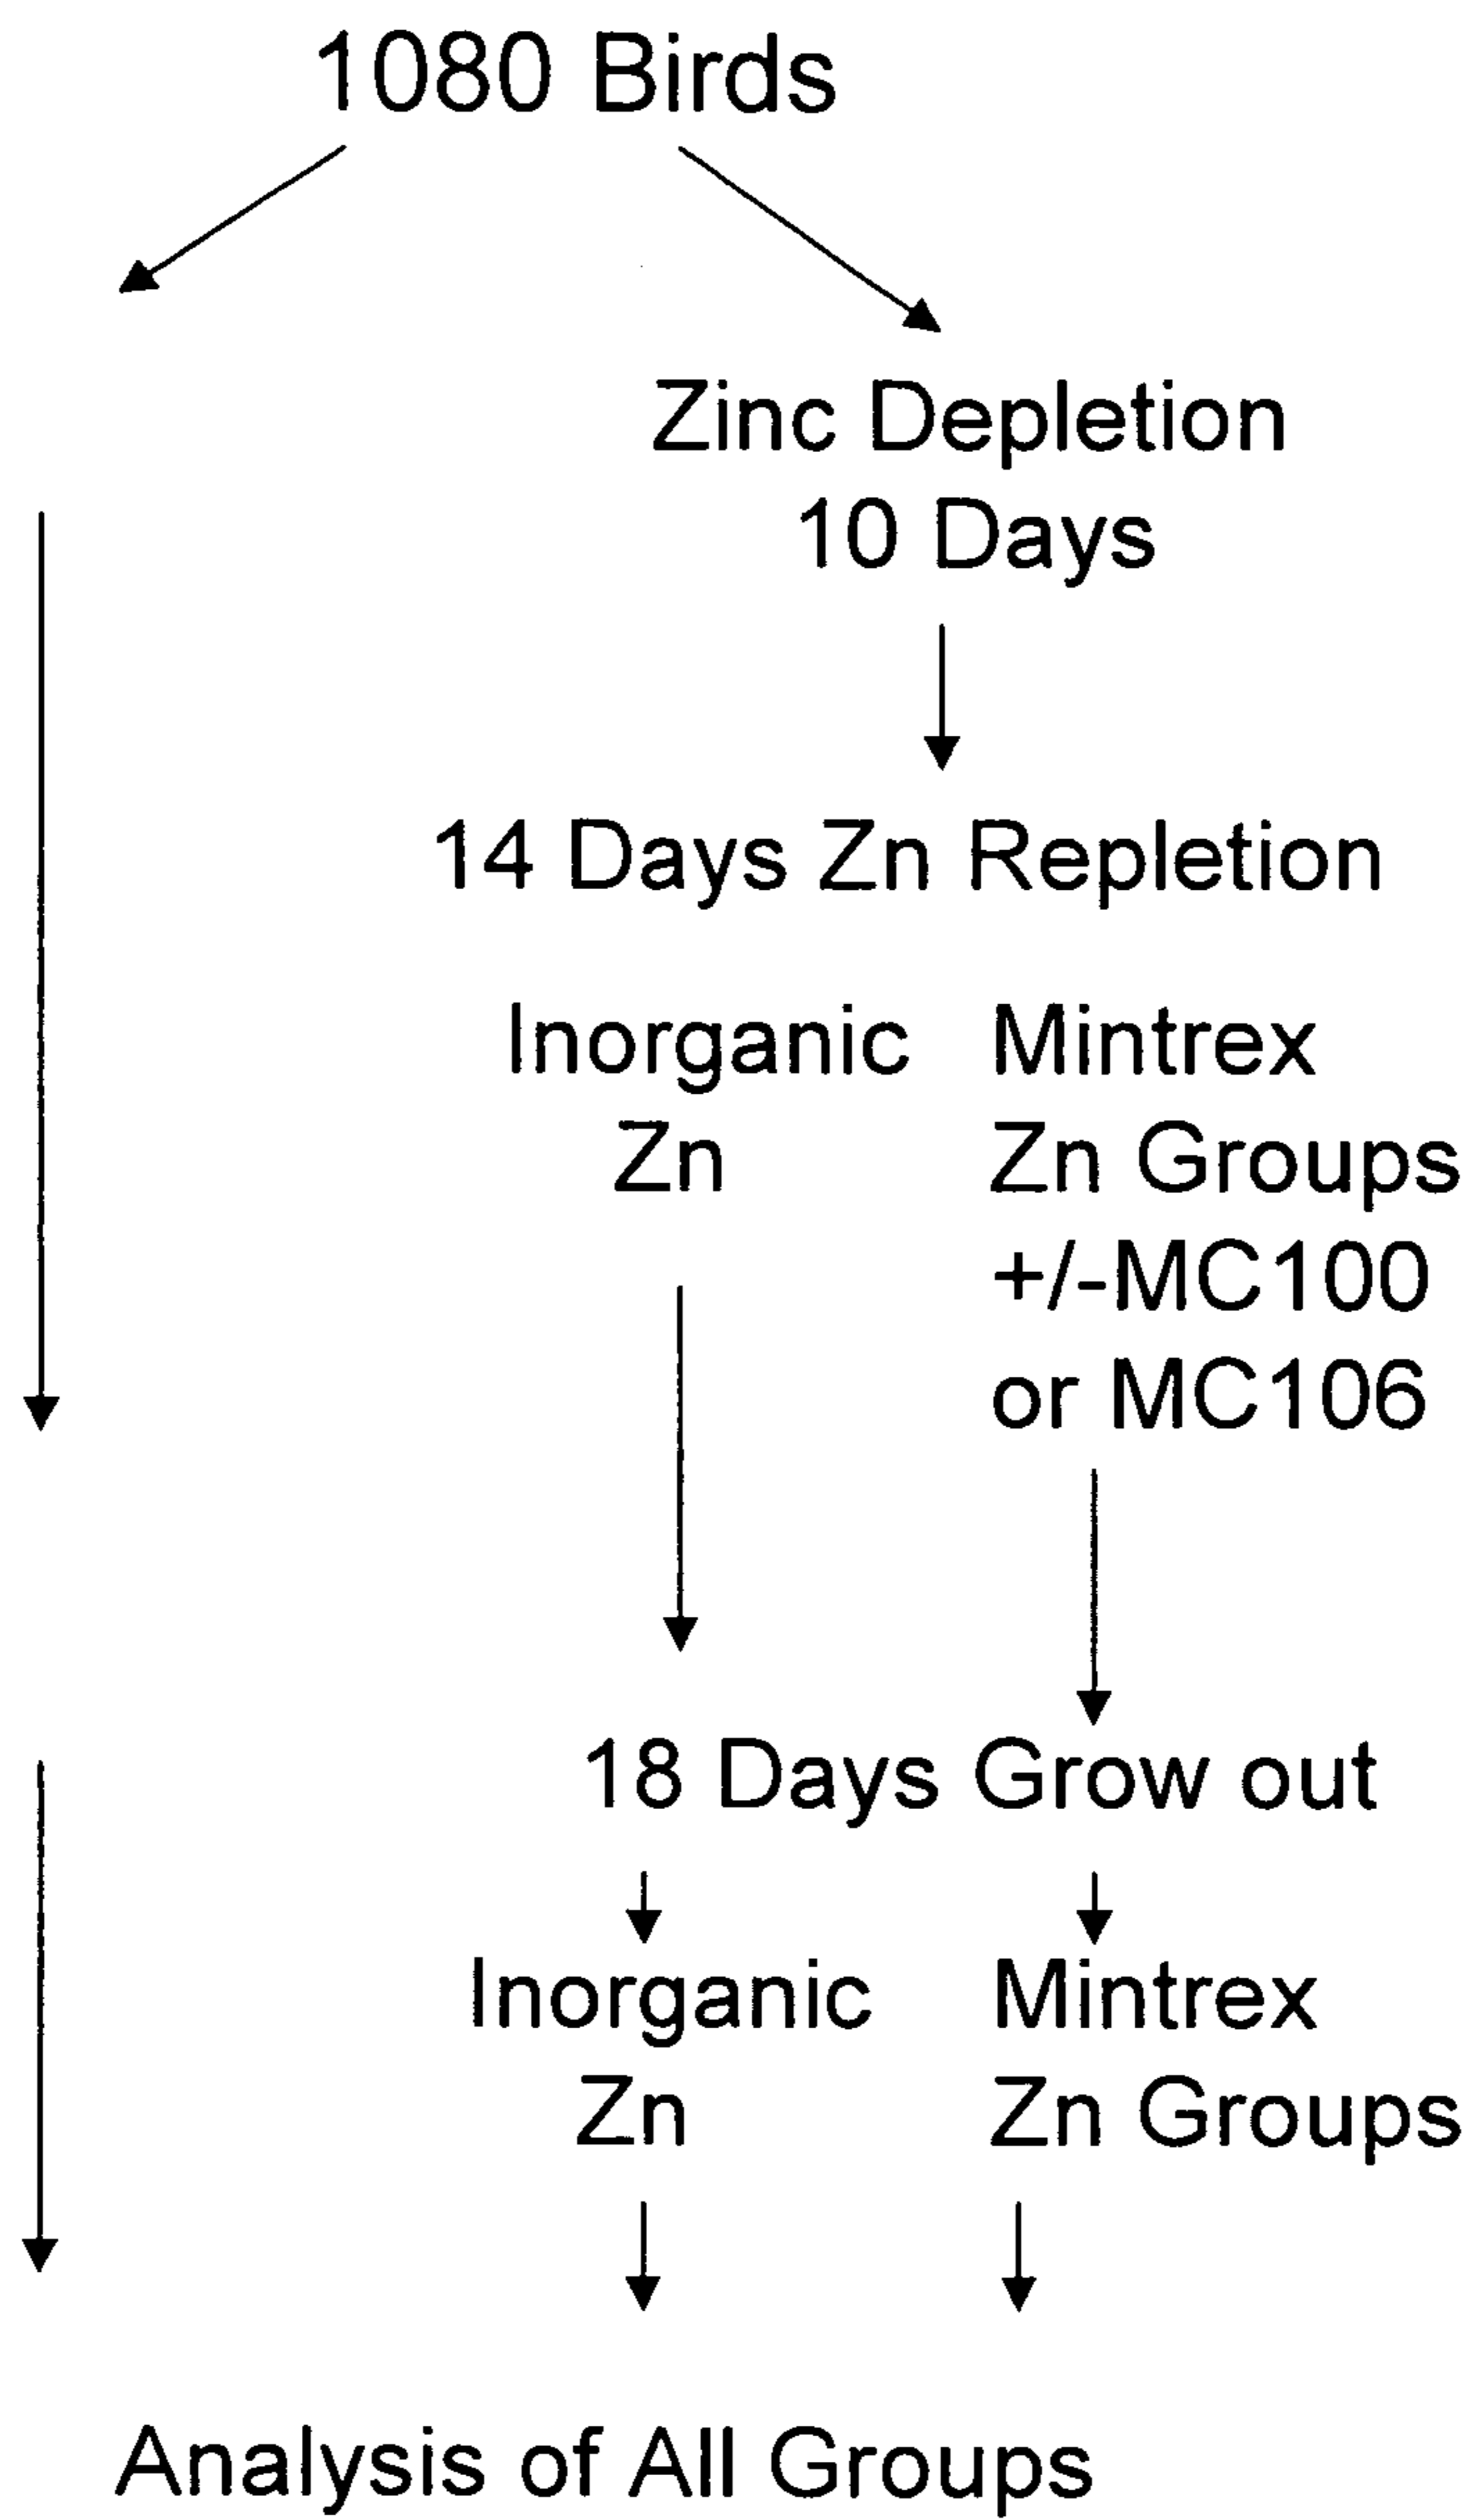 1080 Birds
Zinc Depletion
10 Days
14 Days Zn Repletion
Inorganic
Zn
Mintrex
Zn Groups
+/-MC100
or MC106
18 Days Grow out
Inorganic
Zn
Mintrex
Zn Groups
Analysis of All Groups